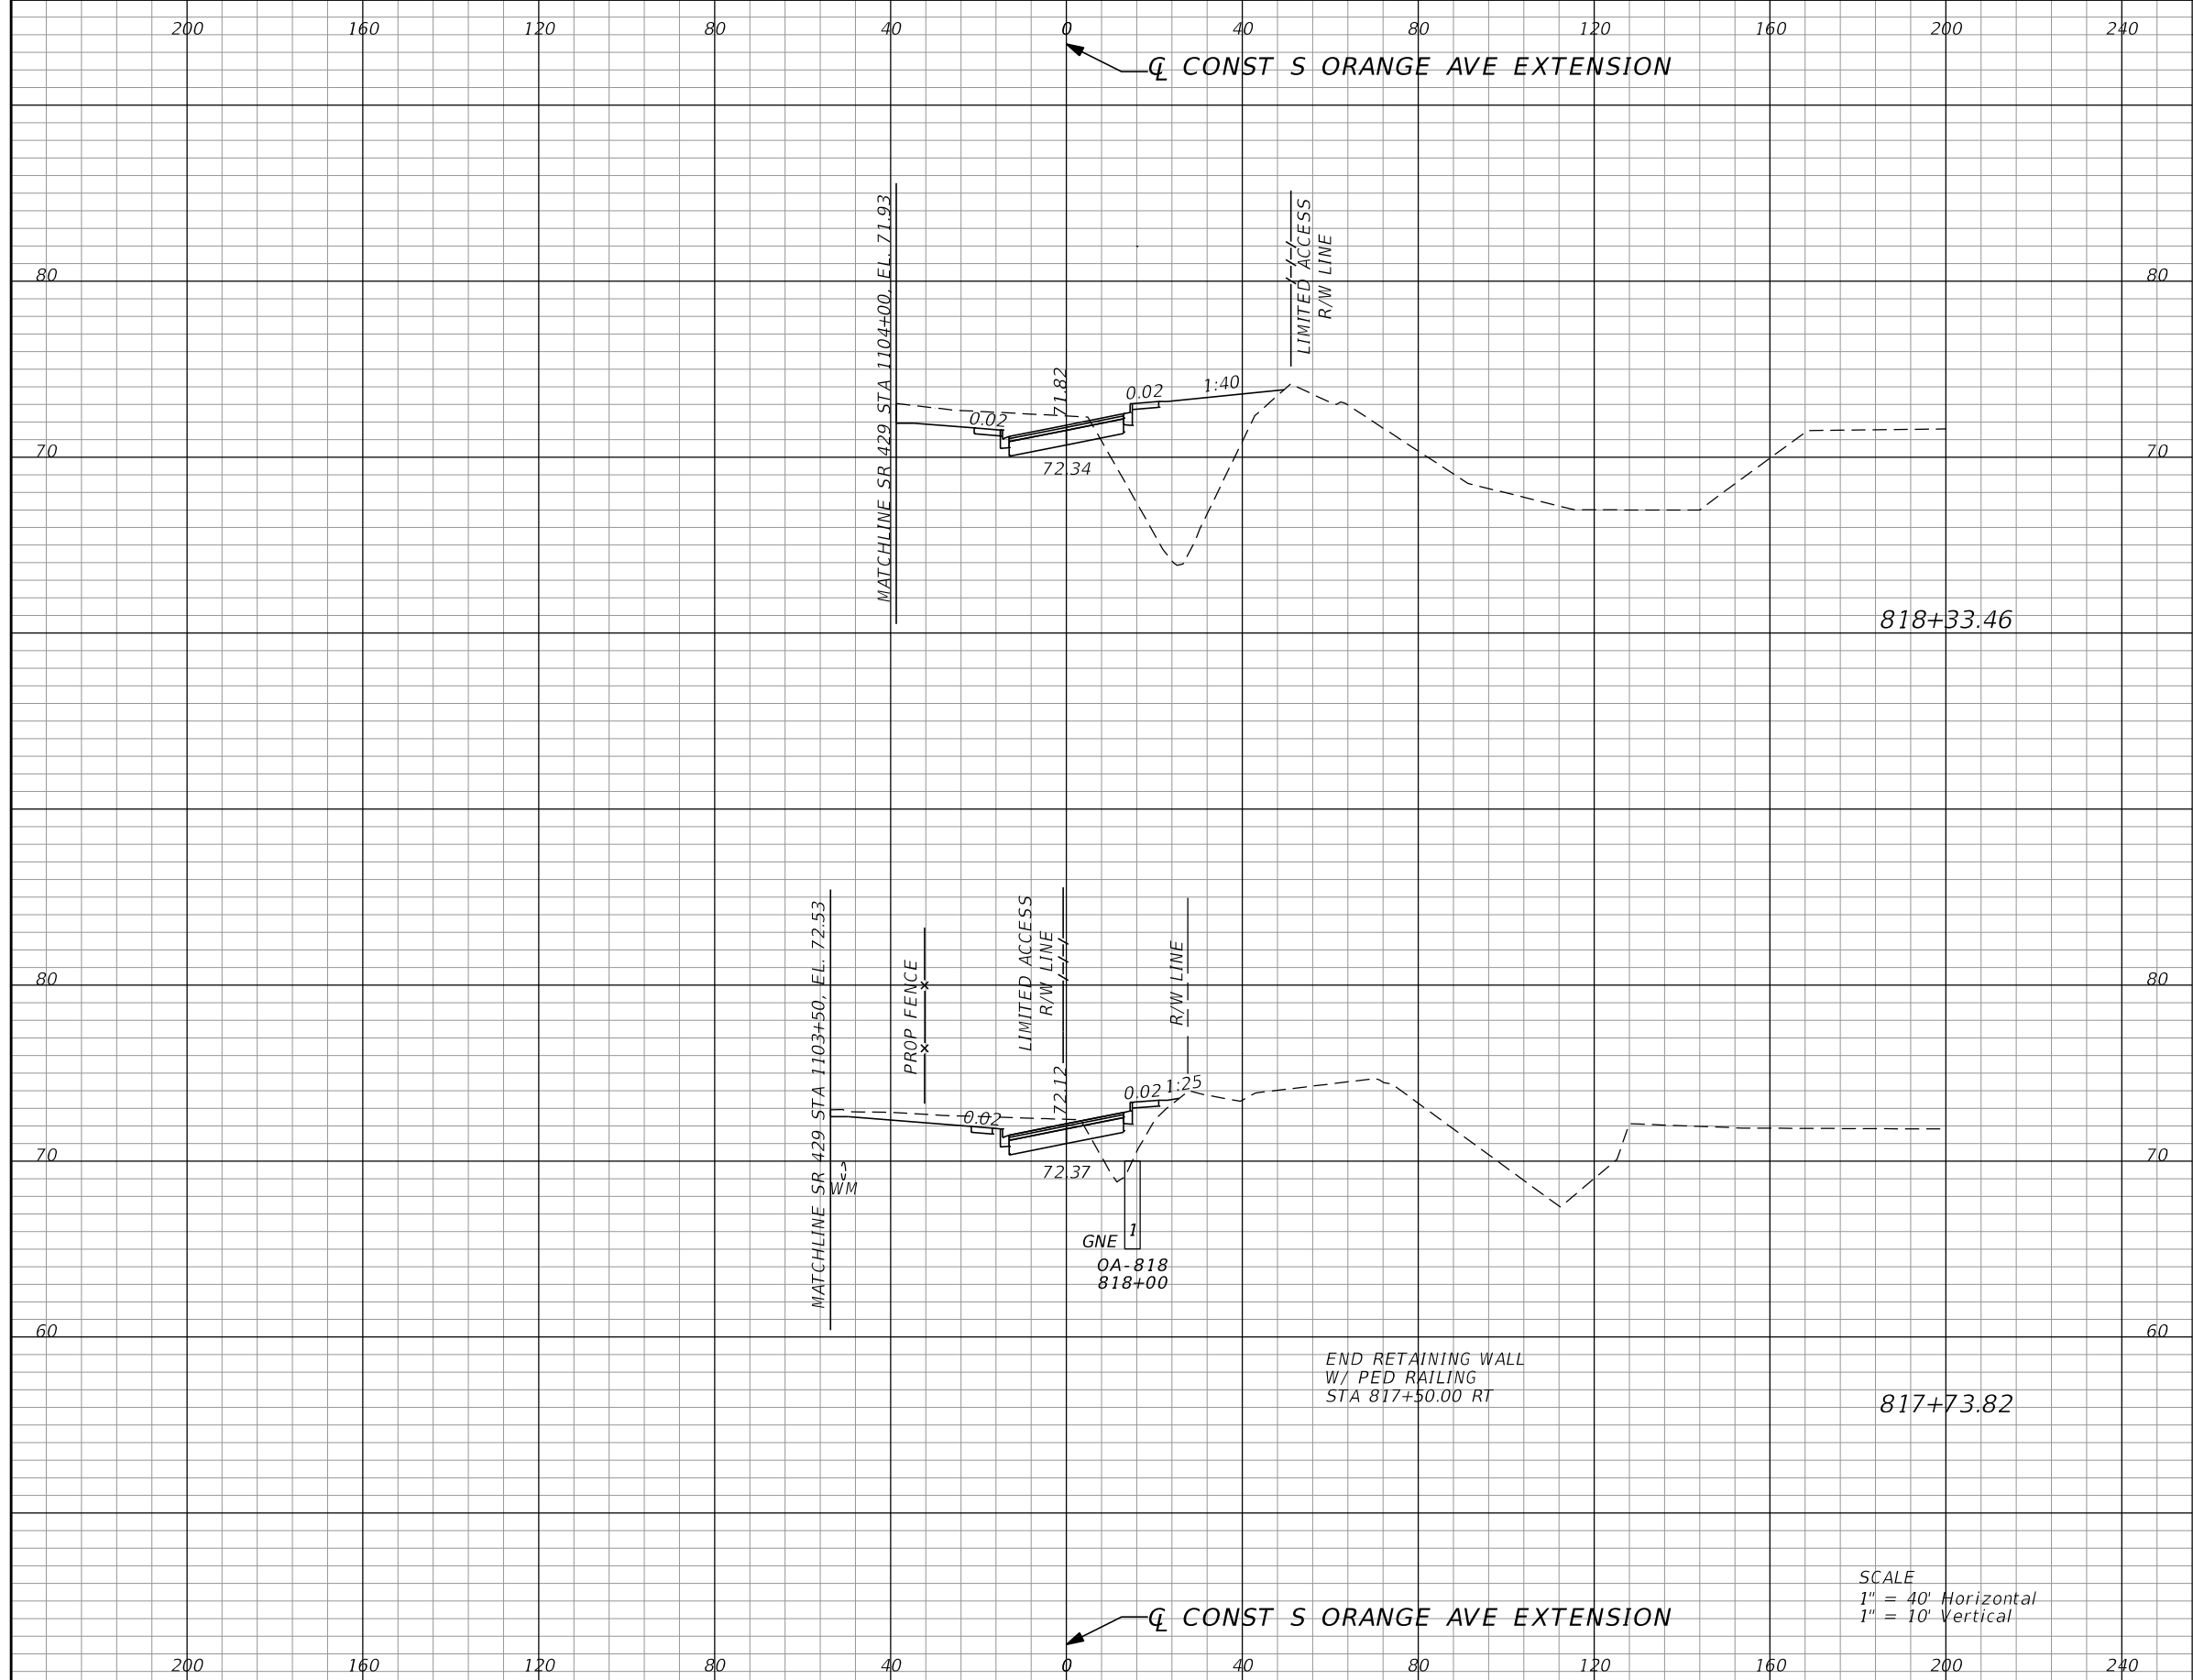 200 160 120 80 40 0 40 80 120 160 200 240
℄ CONST S ORANGE AVE EXTENSION
MATCHLINE SR 429 STA 1104+00, EL. 71.93
LIMITED ACCESS
R/W LINE
80 80
71.82
0.02
0.02
1:40
70 70
72.34
818+33.46
MATCHLINE SR 429 STA 1103+50, EL. 72.53
PROP FENCE
LIMITED ACCESS
R/W LINE
R/W LINE
80 80
72.12
0.02
0.02
1:25
70 70
72.37
WM
1
GNE
OA-818
818+00
60 60
END RETAINING WALL
W/ PED RAILING
STA 817+50.00 RT
817+73.82
SCALE
1" = 40' Horizontal
1" = 10' Vertical
℄ CONST S ORANGE AVE EXTENSION
200 160 120 80 40 0 40 80 120 160 200 240